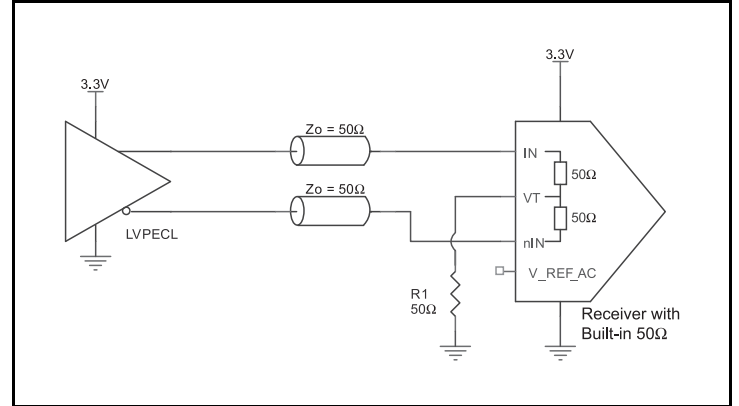 3.3V
3.3V
Zo = 50Ω
IN
50Ω
Zo = 50Ω
VT
50Ω
LVPECL
nIN
V_REF_AC
R1
50Ω
Receiver with
Built-in 50Ω